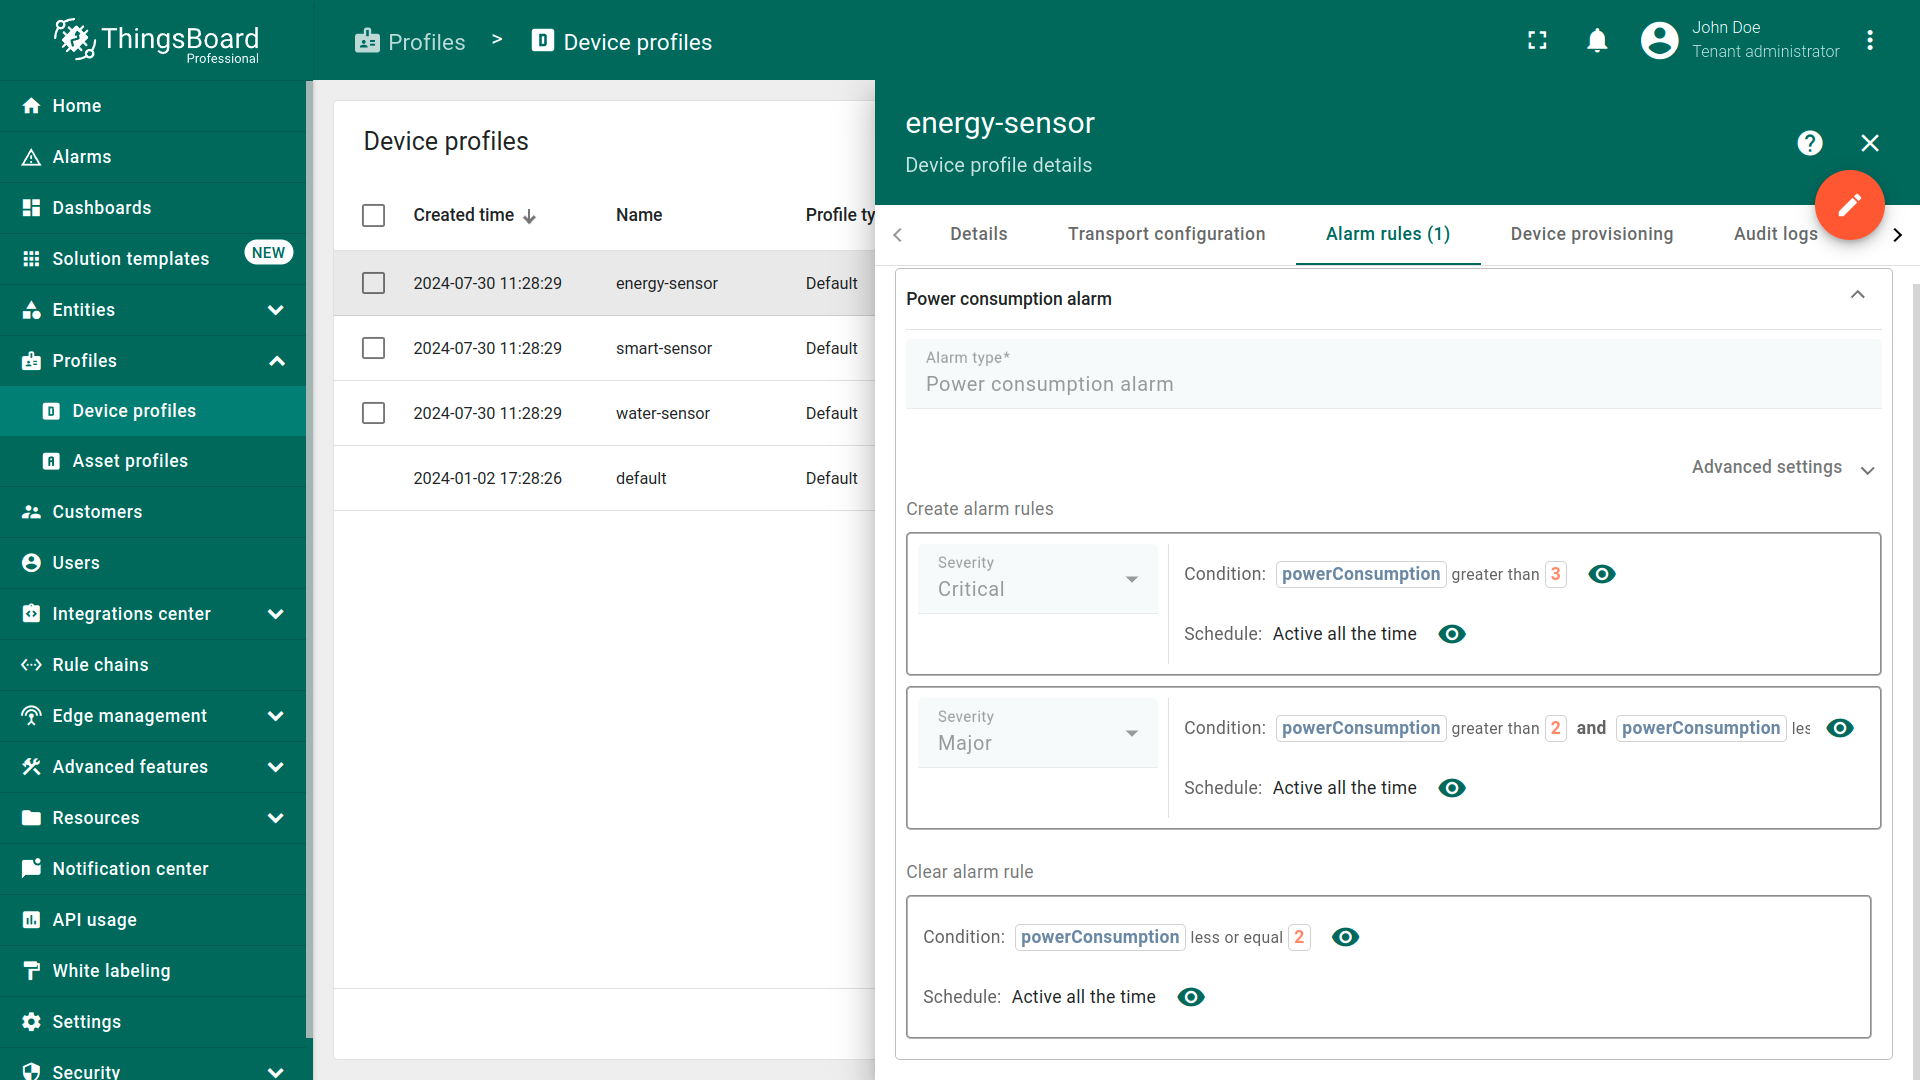 ThingsBoard
Professional
Profiles > Device profiles
John Doe
Tenant administrator
Home
Alarms
Dashboards
Solution templates NEW
Entities
Profiles
Device profiles
Asset profiles
Customers
Users
Integrations center
Rule chains
Edge management
Advanced features
Resources
Notification center
API usage
White labeling
Settings
Security
Device profiles
Created time Name Profile ty
2024-07-30 11:28:29 energy-sensor Default
2024-07-30 11:28:29 smart-sensor Default
2024-07-30 11:28:29 water-sensor Default
2024-01-02 17:28:26 default Default
energy-sensor
Device profile details
Details Transport configuration Alarm rules (1) Device provisioning Audit logs
Power consumption alarm
Alarm type*
Power consumption alarm
Advanced settings
Create alarm rules
Severity
Critical
Condition: powerConsumption greater than 3
Schedule: Active all the time
Severity
Major
Condition: powerConsumption greater than 2 and powerConsumption les
Schedule: Active all the time
Clear alarm rule
Condition: powerConsumption less or equal 2
Schedule: Active all the time